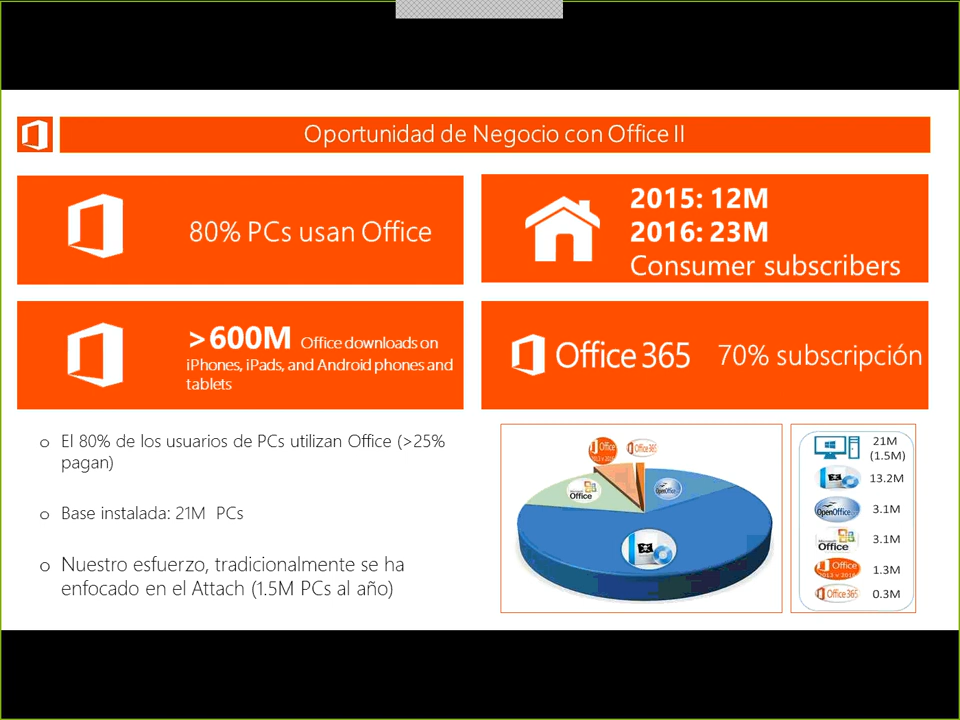 Oportunidad de Negocio con Office II
80% PCs usan Office
2015: 12M
2016: 23M
Consumer subscribers
>600M Office downloads on
iPhones, iPads, and Android phones and
tablets
Office 365 70% subscripción
o El 80% de los usuarios de PCs utilizan Office (>25%
pagan)
o Base instalada: 21M PCs
o Nuestro esfuerzo, tradicionalmente se ha
enfocado en el Attach (1.5M PCs al año)
Office
Office 365
Office
OpenOffice
21M
(1.5M)
13.2M
OpenOffice
3.1M
Microsoft
Office
3.1M
Office
2013 y 2016
1.3M
Office 365
0.3M